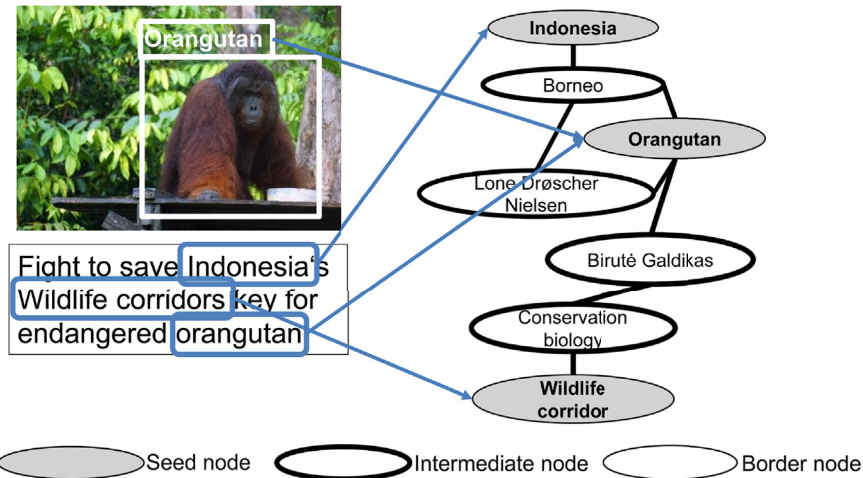 Orangutan
Fight to save Indonesia's
Wildlife corridors key for
endangered orangutan
Indonesia
Borneo
Orangutan
Lone Drøscher
Nielsen
Birutė Galdikas
Conservation
biology
Wildlife
corridor
Seed node
Intermediate node
Border node